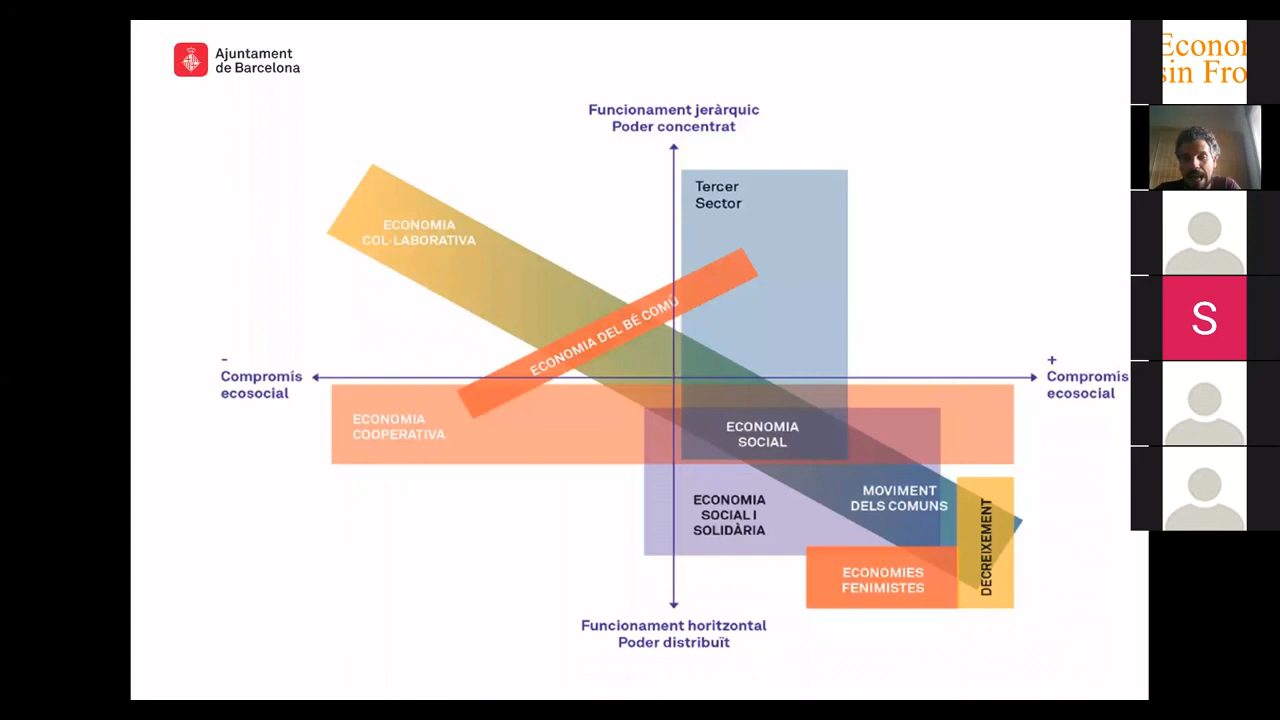 Ajuntament
de Barcelona
Funcionament jeràrquic
Poder concentrat
Tercer
Sector
ECONOMIA
COL·LABORATIVA
ECONOMIA DEL BÉ COMÚ
-
Compromís
ecosocial
+
Compromís
ecosocial
ECONOMIA
COOPERATIVA
ECONOMIA
SOCIAL
ECONOMIA
SOCIAL I
SOLIDÀRIA
MOVIMENT
DELS COMUNS
DECREIXEMENT
ECONOMIES
FENIMISTES
Funcionament horitzontal
Poder distribuït
Econor
sin Fro
S